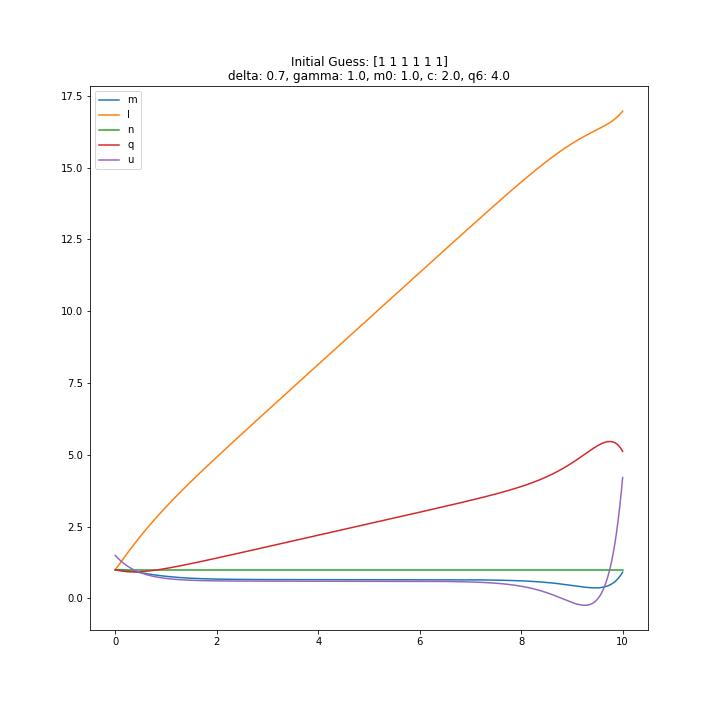 Initial Guess: [1 1 1 1 1 1]
delta: 0.7, gamma: 1.0, m0: 1.0, c: 2.0, q6: 4.0
m
l
n
q
u
17.5
15.0
12.5
10.0
7.5
5.0
2.5
0.0
0 2 4 6 8 10